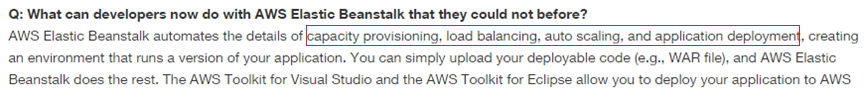 Q: What can developers now do with AWS Elastic Beanstalk that they could not before?
AWS Elastic Beanstalk automates the details of capacity provisioning, load balancing, auto scaling, and application deployment, creating
an environment that runs a version of your application. You can simply upload your deployable code (e.g., WAR file), and AWS Elastic
Beanstalk does the rest. The AWS Toolkit for Visual Studio and the AWS Toolkit for Eclipse allow you to deploy your application to AWS